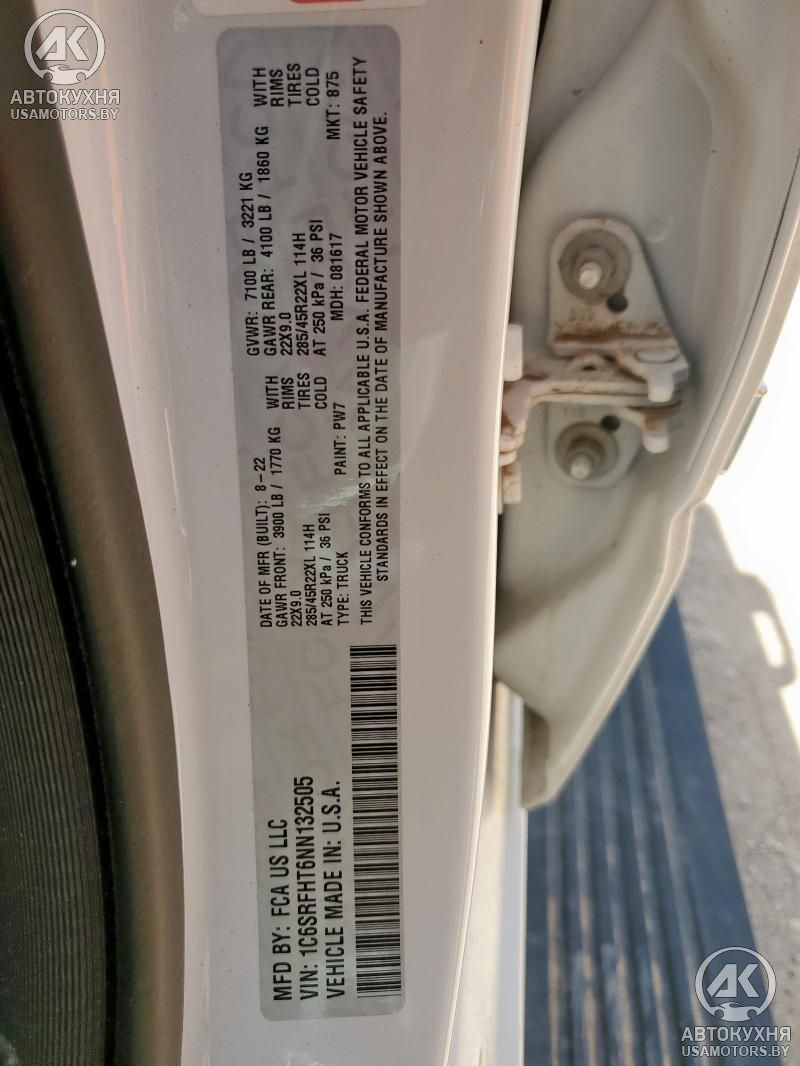 АВТОКУХНЯ
USAMOTORS.BY
MFD BY: FCA US LLC
VIN: 1C6SRFHT6NN132505
VEHICLE MADE IN: U.S.A.
DATE OF MFR (BUILT): 8-22
GVWR: 7100 LB / 3221 KG
GAWR FRONT: 3900 LB / 1770 KG WITH
GAWR REAR: 4100 LB / 1860 KG WITH
22X9.0 RIMS
22X9.0 RIMS
285/45R22XL 114H TIRES
285/45R22XL 114H TIRES
AT 250 kPa / 36 PSI COLD
AT 250 kPa / 36 PSI COLD
TYPE: TRUCK PAINT: PW7 MDH: 081617 MKT: 875
THIS VEHICLE CONFORMS TO ALL APPLICABLE U.S.A. FEDERAL MOTOR VEHICLE SAFETY
STANDARDS IN EFFECT ON THE DATE OF MANUFACTURE SHOWN ABOVE.
АВТОКУХНЯ
USAMOTORS.BY